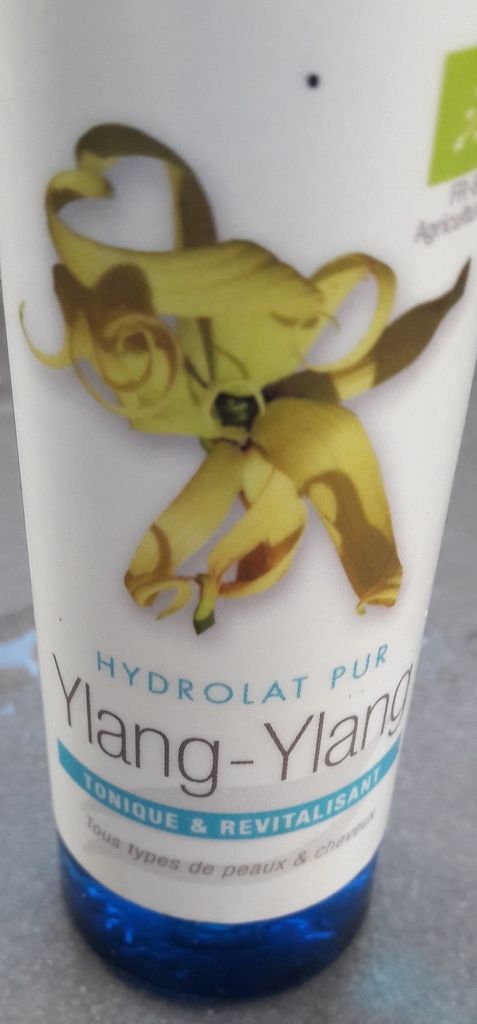 HYDROLAT PUR
Ylang-Ylang
TONIQUE & REVITALISANT
Tous types de peaux & cheveux